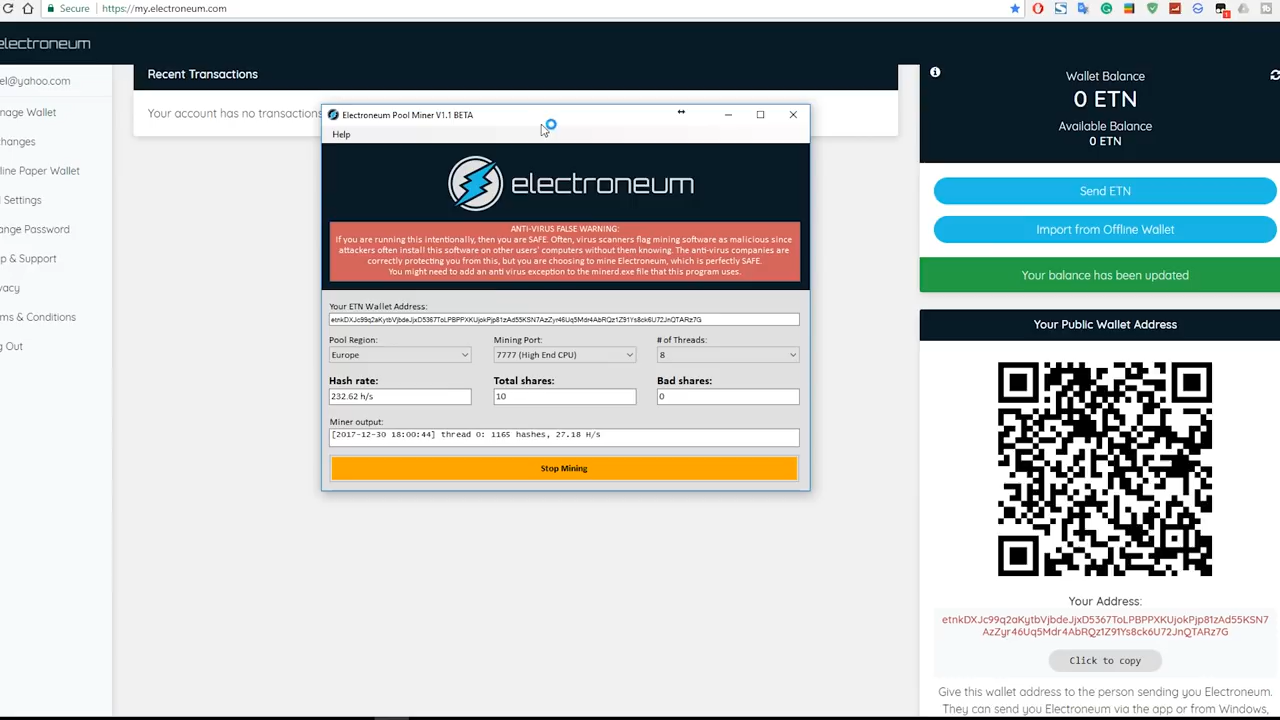 Secure
https://my.electroneum.com
1
electroneum
el@yahoo.com
nage Wallet
changes
line Paper Wallet
l Settings
ange Password
p & Support
vacy
rms & Conditions
g Out
Recent Transactions
Your account has no transactions
Electroneum Pool Miner V1.1 BETA
Help
electroneum
ANTI-VIRUS FALSE WARNING:
If you are running this intentionally, then you are SAFE. Often, virus scanners flag mining software as malicious since
attackers often install this software on other users' computers without them knowing. The anti-virus companies are
correctly protecting you from this, but you are choosing to mine Electroneum, which is perfectly SAFE.
You might need to add an anti virus exception to the minerd.exe file that this program uses.
Your ETN Wallet Address:
etnkDXJc99q2aKytbVjbdeJjxD5367ToLPBPPXKUjokPjp81zAd55KSN7AzZyr46Uq5Mdr4AbRQz1Z91Ys8ck6U72JnQTARz7G
Pool Region:
Mining Port:
# of Threads:
Europe
7777 (High End CPU)
8
Hash rate:
Total shares:
Bad shares:
232.62 h/s
10
0
Miner output:
[2017-12-30 18:00:44] thread 0: 1165 hashes, 27.18 H/s
Stop Mining
Wallet Balance
0 ETN
Available Balance
0 ETN
Send ETN
Import from Offline Wallet
Your balance has been updated
Your Public Wallet Address
Your Address:
etnkDXJc99q2aKytbVjbdeJjxD5367ToLPBPPXKUjokPjp81zAd55KSN7
AzZyr46Uq5Mdr4AbRQz1Z91Ys8ck6U72JnQTARz7G
Click to copy
Give this wallet address to the person sending you Electroneum.
They can send you Electroneum via the app or from Windows,